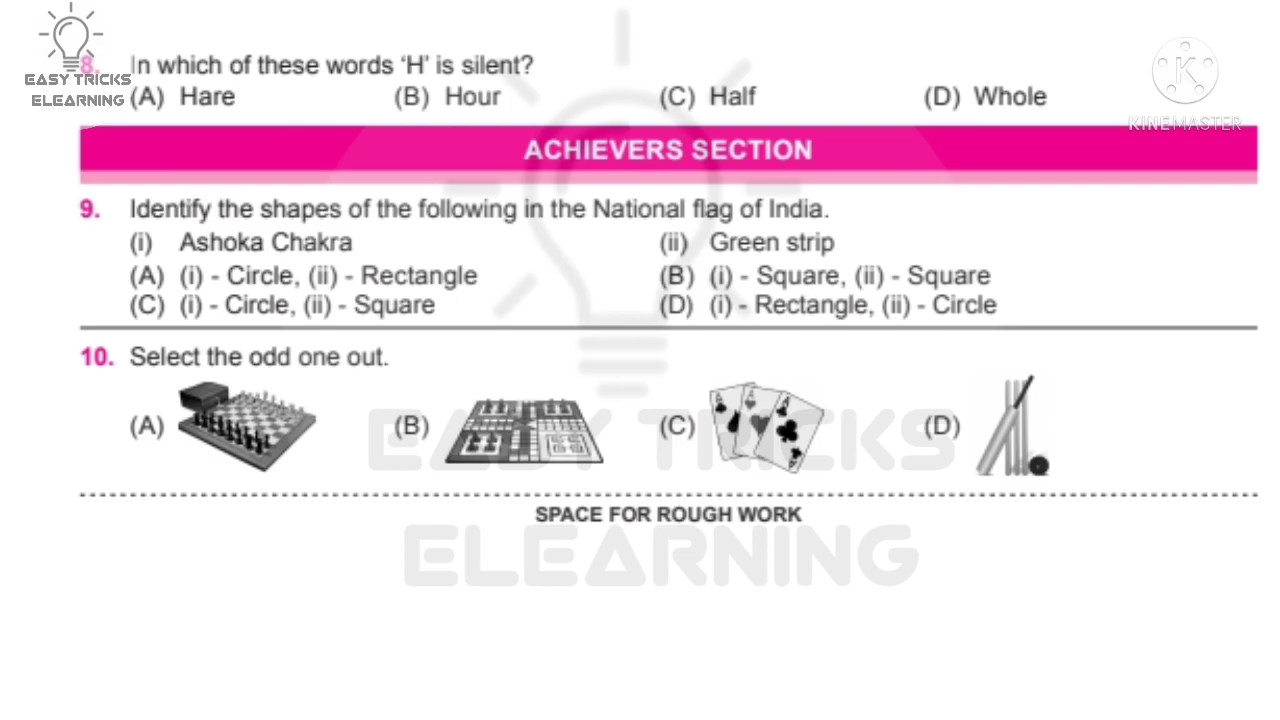 8. In which of these words ‘H’ is silent?
EASY TRICKS
ELEARNING
(A) Hare (B) Hour (C) Half (D) Whole
K
KINEMASTER
ACHIEVERS SECTION
9. Identify the shapes of the following in the National flag of India.
(i) Ashoka Chakra (ii) Green strip
(A) (i) - Circle, (ii) - Rectangle (B) (i) - Square, (ii) - Square
(C) (i) - Circle, (ii) - Square (D) (i) - Rectangle, (ii) - Circle
10. Select the odd one out.
(A) (B) (C) (D)
A A A
EASY TRICKS
SPACE FOR ROUGH WORK
ELEARNING